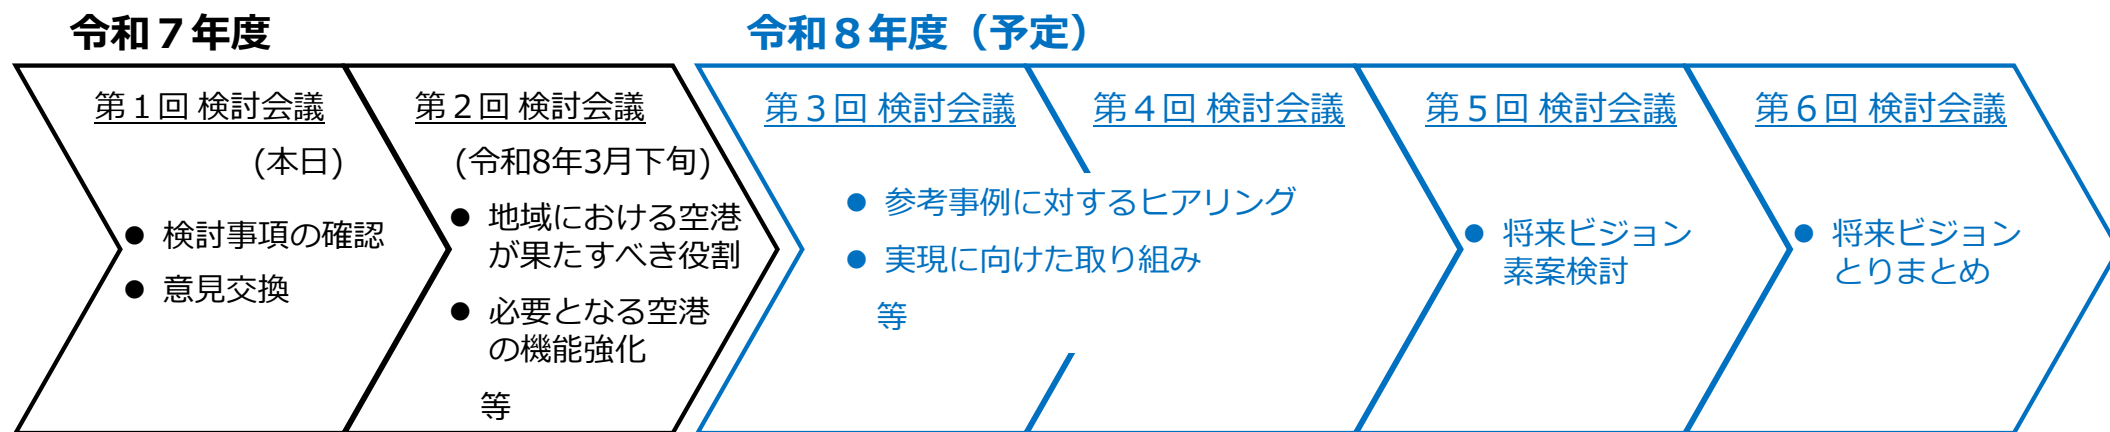 令和７年度
第１回 検討会議
(本日)
● 検討事項の確認
● 意見交換
第２回 検討会議
(令和8年3月下旬)
● 地域における空港
が果たすべき役割
● 必要となる空港
の機能強化
等
令和８年度（予定）
第３回 検討会議
第４回 検討会議
● 参考事例に対するヒアリング
● 実現に向けた取り組み
等
第５回 検討会議
● 将来ビジョン
素案検討
第６回 検討会議
● 将来ビジョン
とりまとめ